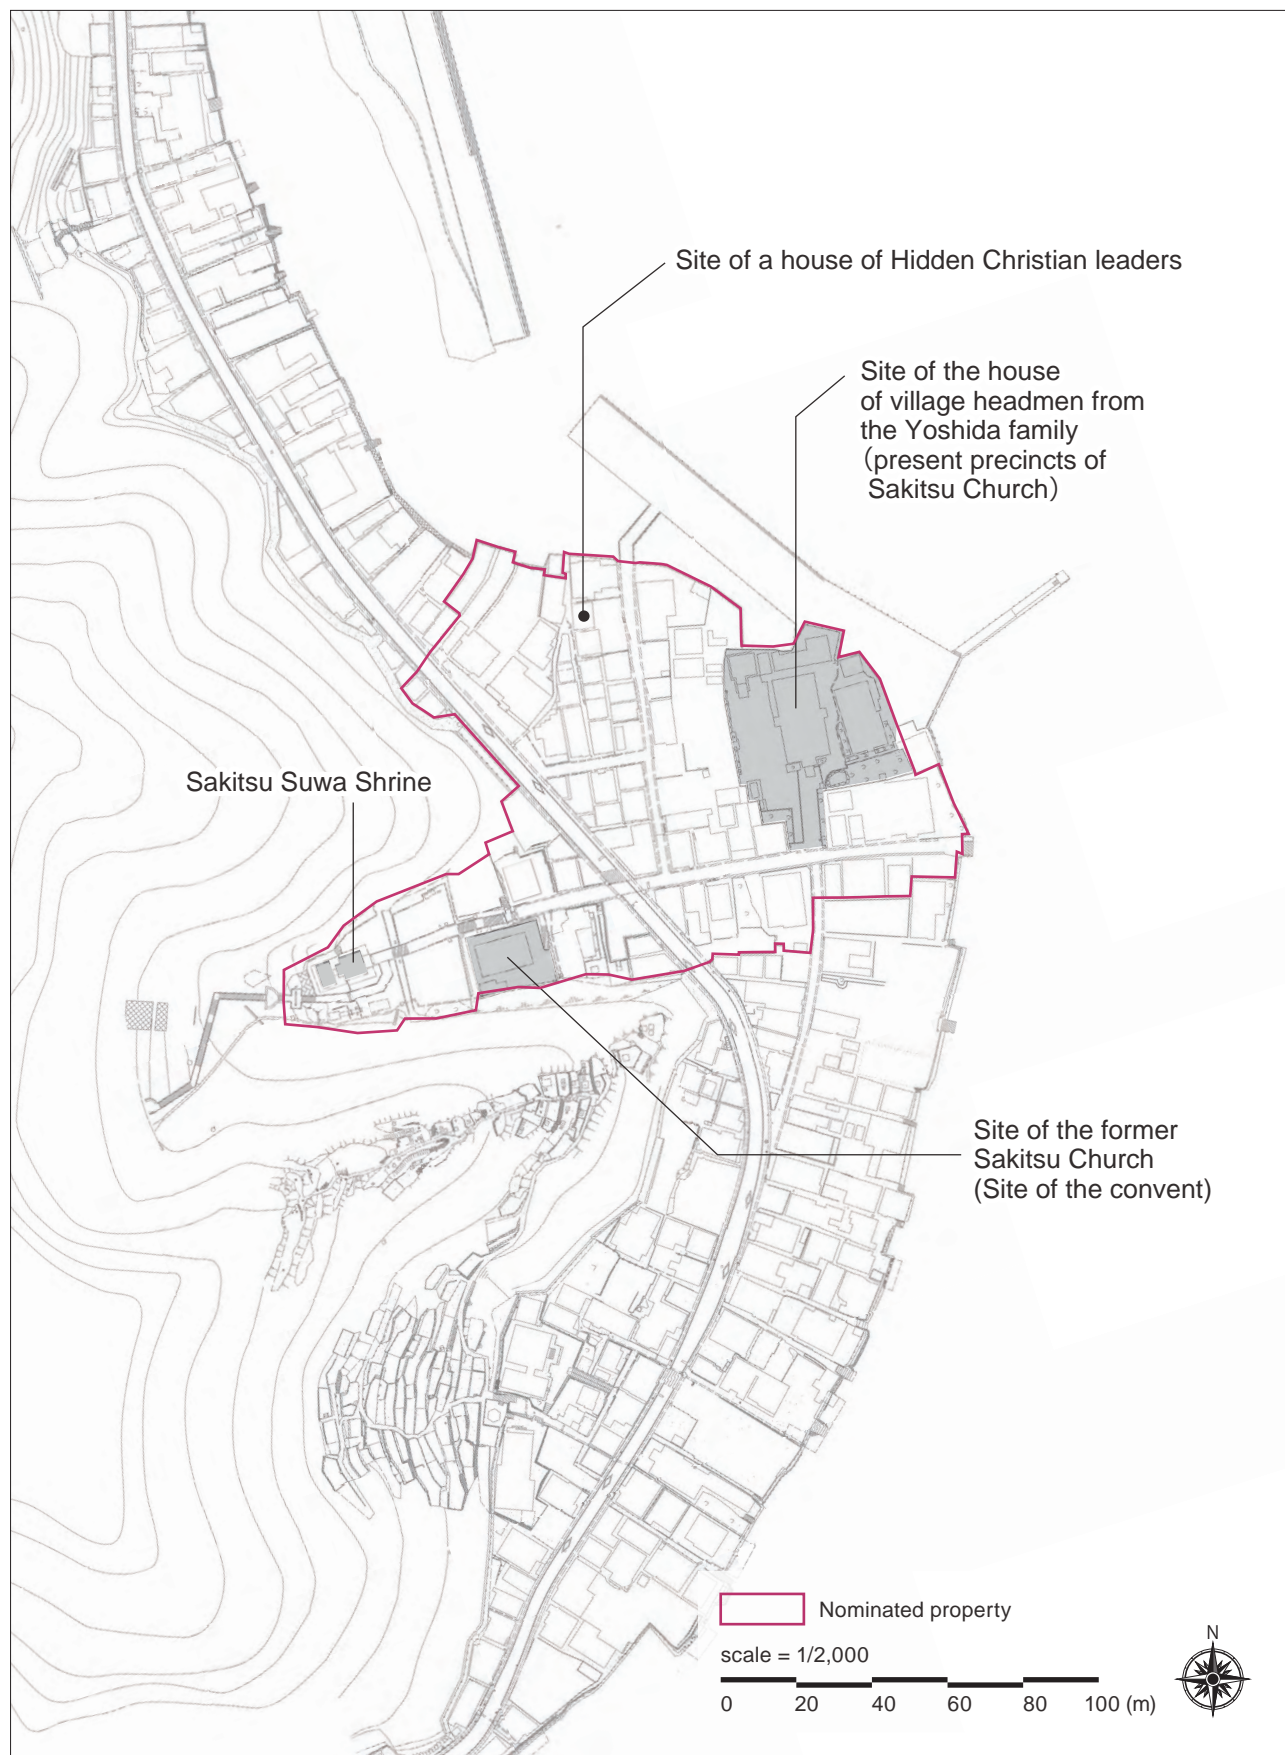 Site of a house of Hidden Christian leaders
Site of the house
of village headmen from
the Yoshida family
（present precincts of
Sakitsu Church）
Sakitsu Suwa Shrine
Site of the former
Sakitsu Church
(Site of the convent)
Nominated property
scale = 1/2,000
0 20 40 60 80 100 (m)
N